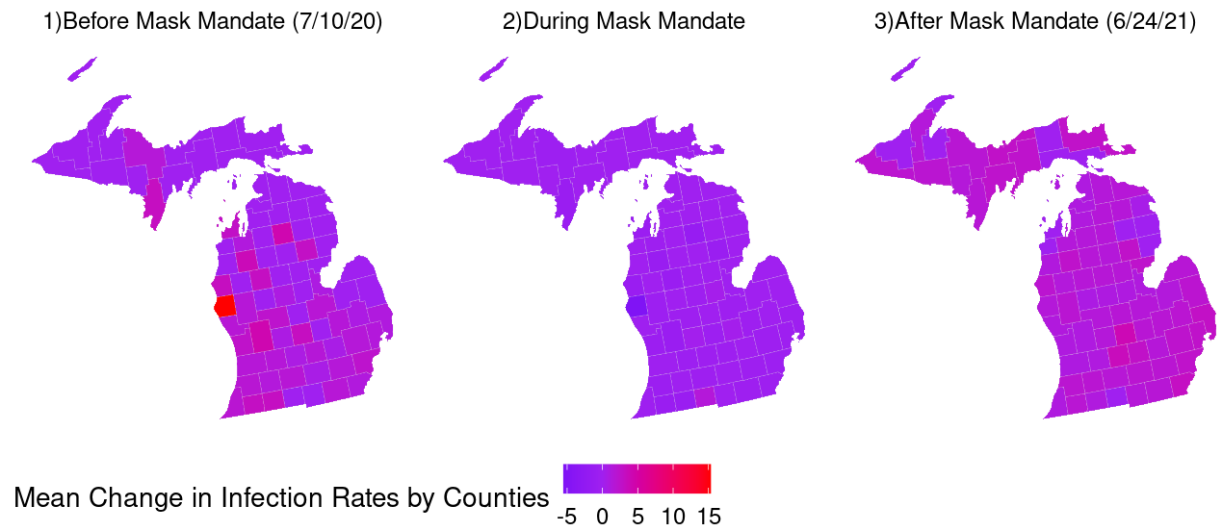 1)Before Mask Mandate (7/10/20) 2)During Mask Mandate 3)After Mask Mandate (6/24/21)
Mean Change in Infection Rates by Counties
-5 0 5 10 15